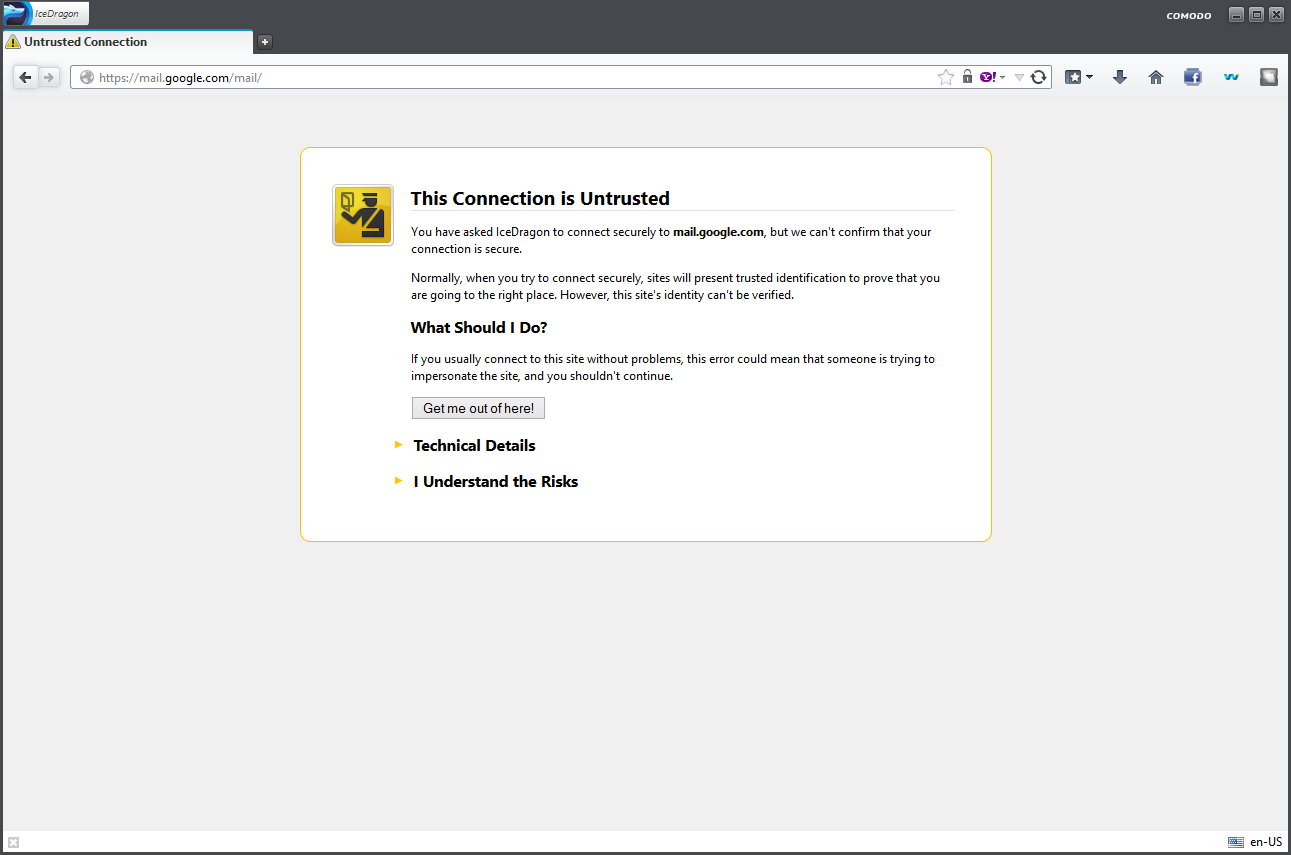 IceDragon
COMODO
Untrusted Connection
https://mail.google.com/mail/
This Connection is Untrusted
You have asked IceDragon to connect securely to mail.google.com, but we can't confirm that your
connection is secure.
Normally, when you try to connect securely, sites will present trusted identification to prove that you
are going to the right place. However, this site's identity can't be verified.
What Should I Do?
If you usually connect to this site without problems, this error could mean that someone is trying to
impersonate the site, and you shouldn't continue.
Get me out of here!
Technical Details
I Understand the Risks
en-US